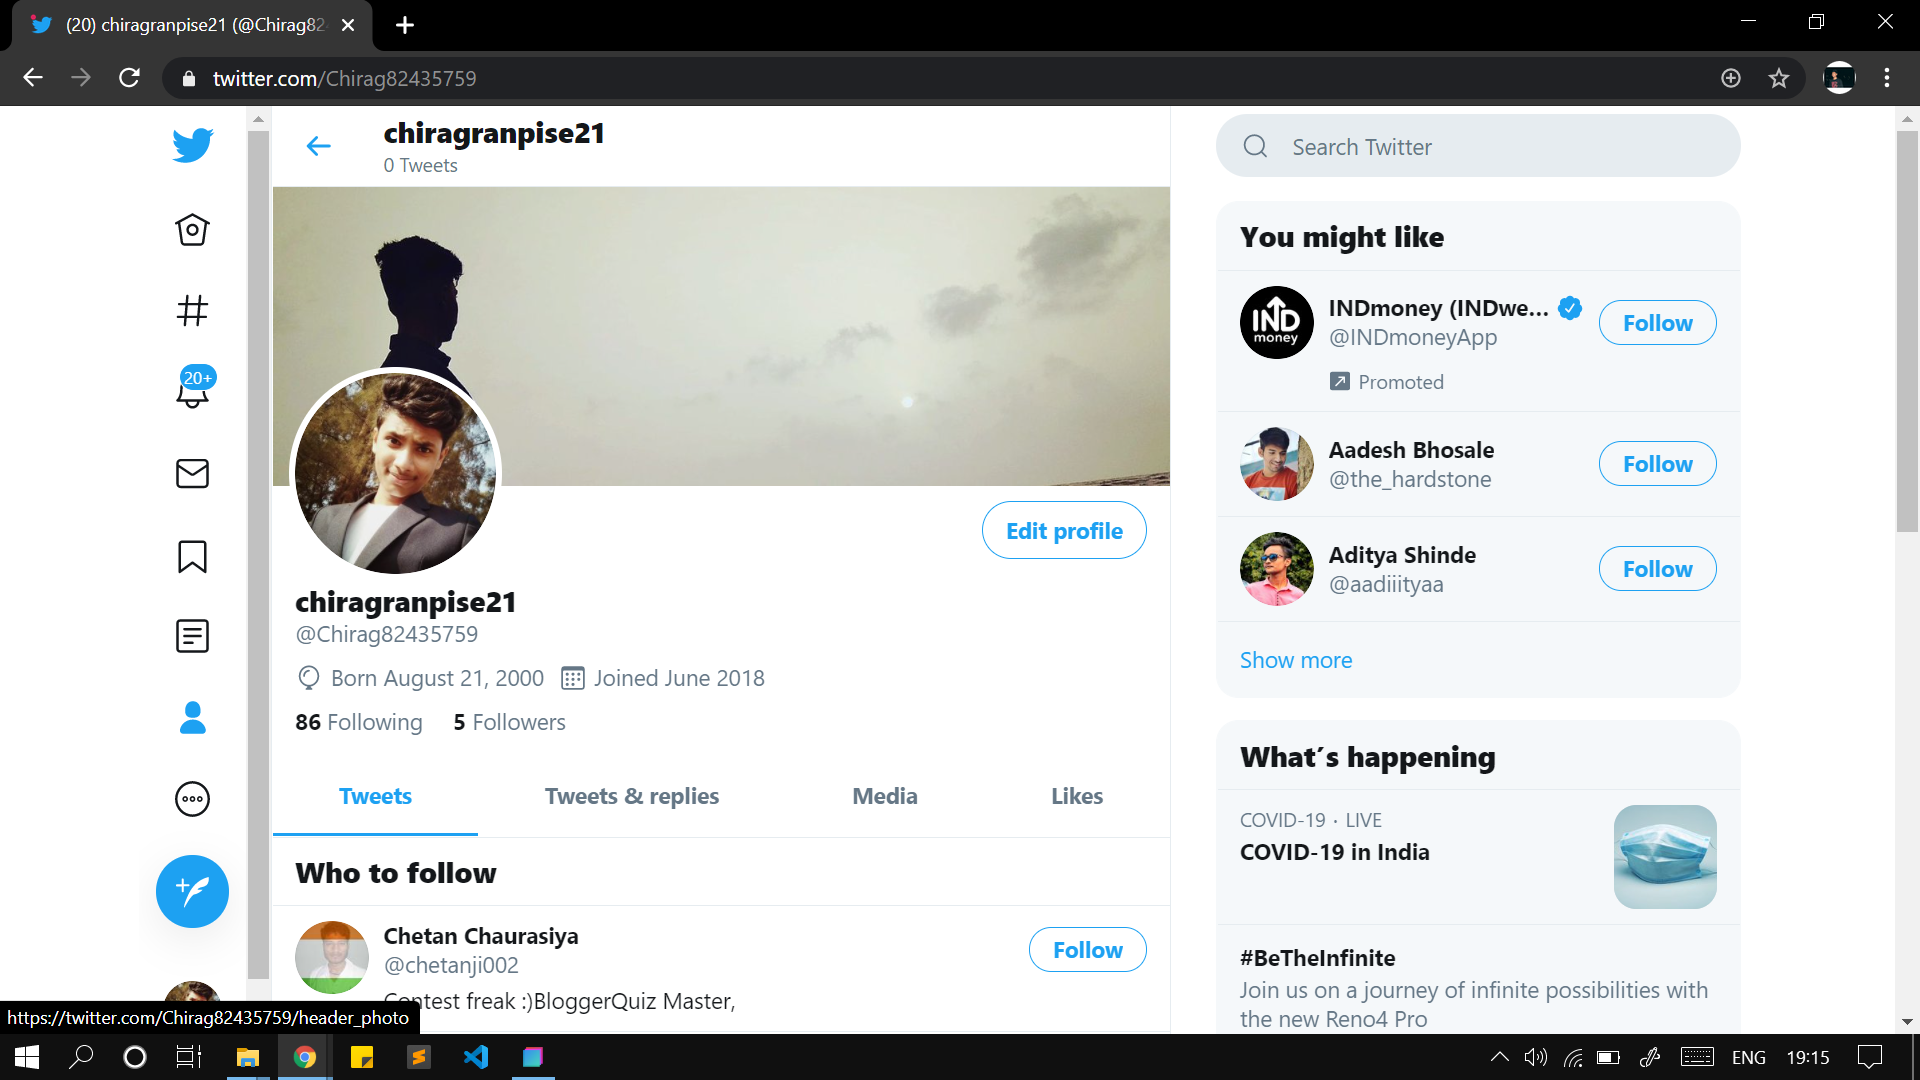 (20) chiragranpise21 (@Chirag82
twitter.com/Chirag82435759
chiragranpise21
0 Tweets
20+
Edit profile
chiragranpise21
@Chirag82435759
Born August 21, 2000 Joined June 2018
86 Following 5 Followers
Tweets Tweets & replies Media Likes
Who to follow
Chetan Chaurasiya
@chetanji002
Follow
Contest freak :)BloggerQuiz Master,
Search Twitter
You might like
IND
money
INDmoney (INDwe...
@INDmoneyApp
Follow
Promoted
Aadesh Bhosale
@the_hardstone
Follow
Aditya Shinde
@aadiiityaa
Follow
Show more
What's happening
COVID-19 · LIVE
COVID-19 in India
#BeTheInfinite
Join us on a journey of infinite possibilities with
the new Reno4 Pro
https://twitter.com/Chirag82435759/header_photo
ENG 19:15